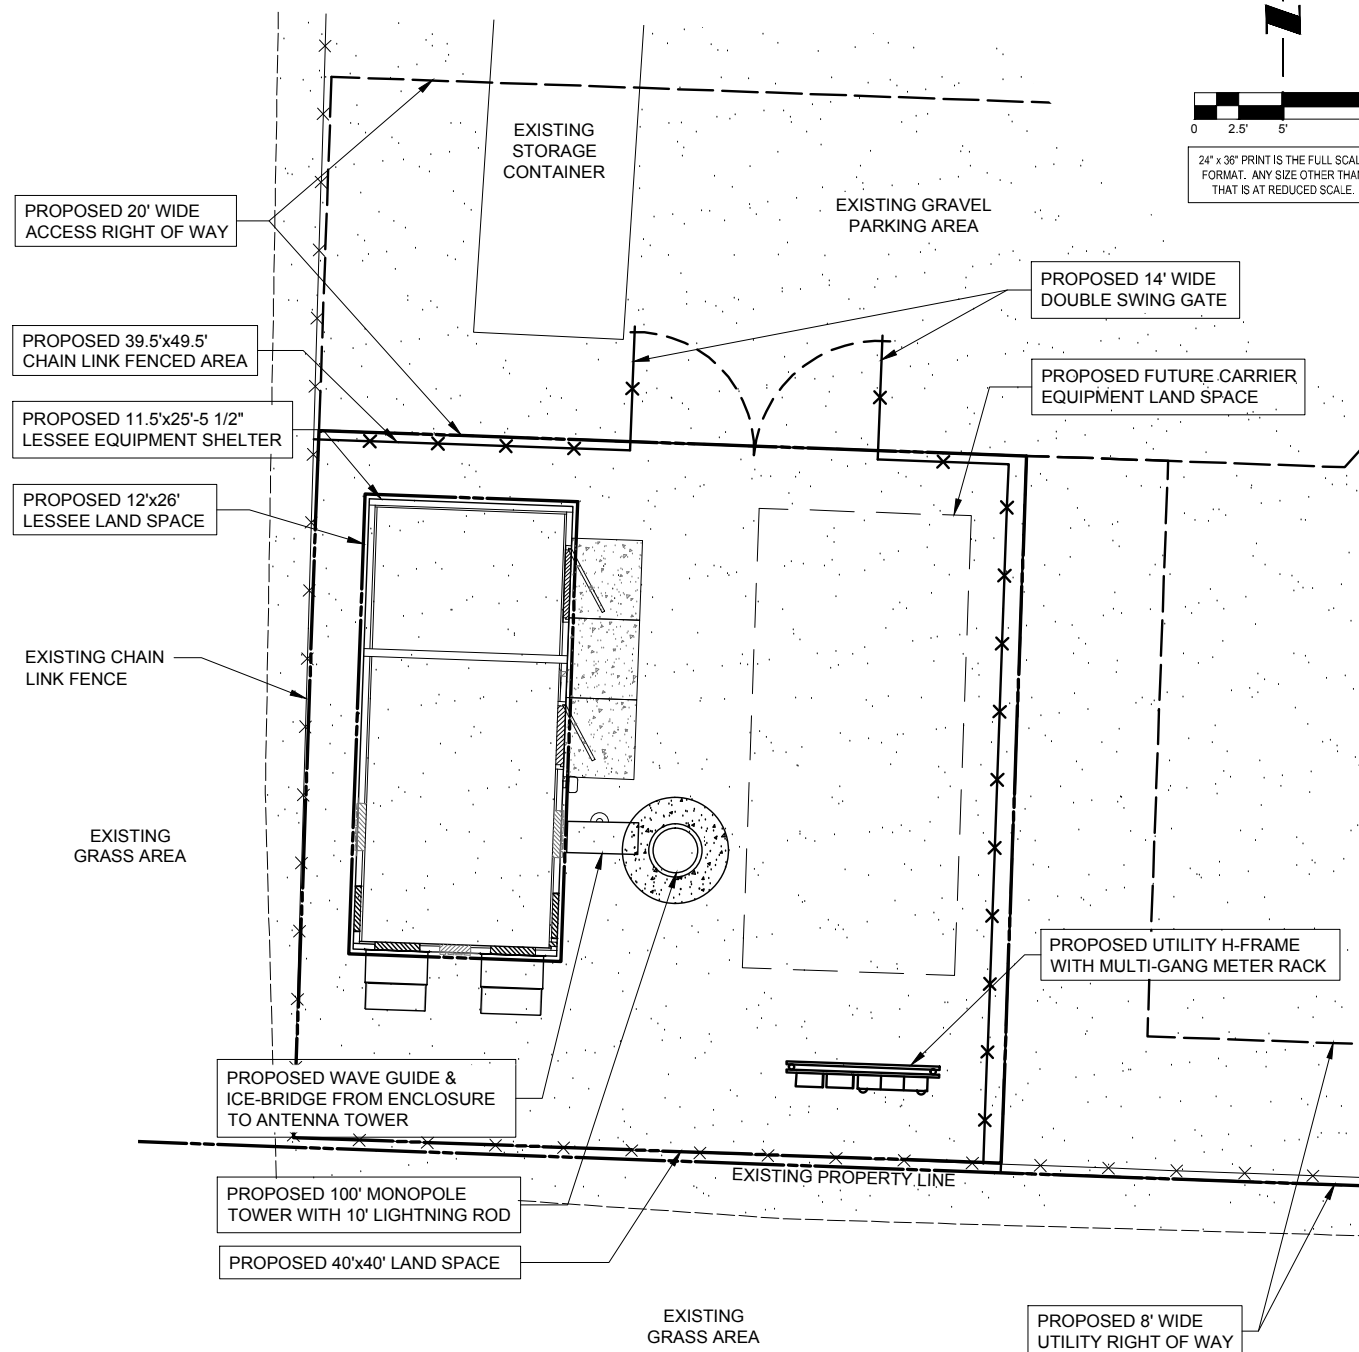 EXISTING
STORAGE
CONTAINER
0 2.5' 5'
24" x 36" PRINT IS THE FULL SCAL
FORMAT. ANY SIZE OTHER THAN
THAT IS AT REDUCED SCALE.
PROPOSED 20' WIDE
ACCESS RIGHT OF WAY
EXISTING GRAVEL
PARKING AREA
PROPOSED 14' WIDE
DOUBLE SWING GATE
PROPOSED 39.5'x49.5'
CHAIN LINK FENCED AREA
PROPOSED FUTURE CARRIER
EQUIPMENT LAND SPACE
PROPOSED 11.5'x25'-5 1/2"
LESSEE EQUIPMENT SHELTER
PROPOSED 12'x26'
LESSEE LAND SPACE
EXISTING CHAIN
LINK FENCE
EXISTING
GRASS AREA
PROPOSED UTILITY H-FRAME
WITH MULTI-GANG METER RACK
PROPOSED WAVE GUIDE &
ICE-BRIDGE FROM ENCLOSURE
TO ANTENNA TOWER
EXISTING PROPERTY LINE
PROPOSED 100' MONOPOLE
TOWER WITH 10' LIGHTNING ROD
PROPOSED 40'x40' LAND SPACE
EXISTING
GRASS AREA
PROPOSED 8' WIDE
UTILITY RIGHT OF WAY